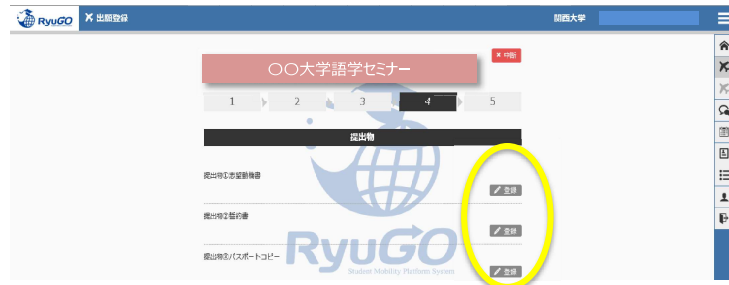 RyuGO 出願登録 関西大学
× 中断
〇〇大学語学セミナー
1 2 3 4 5
提出物
提出物①志望動機書
登録
提出物②誓約書
登録
提出物③パスポートコピー
登録
RyuGO
Student Mobility Platform System